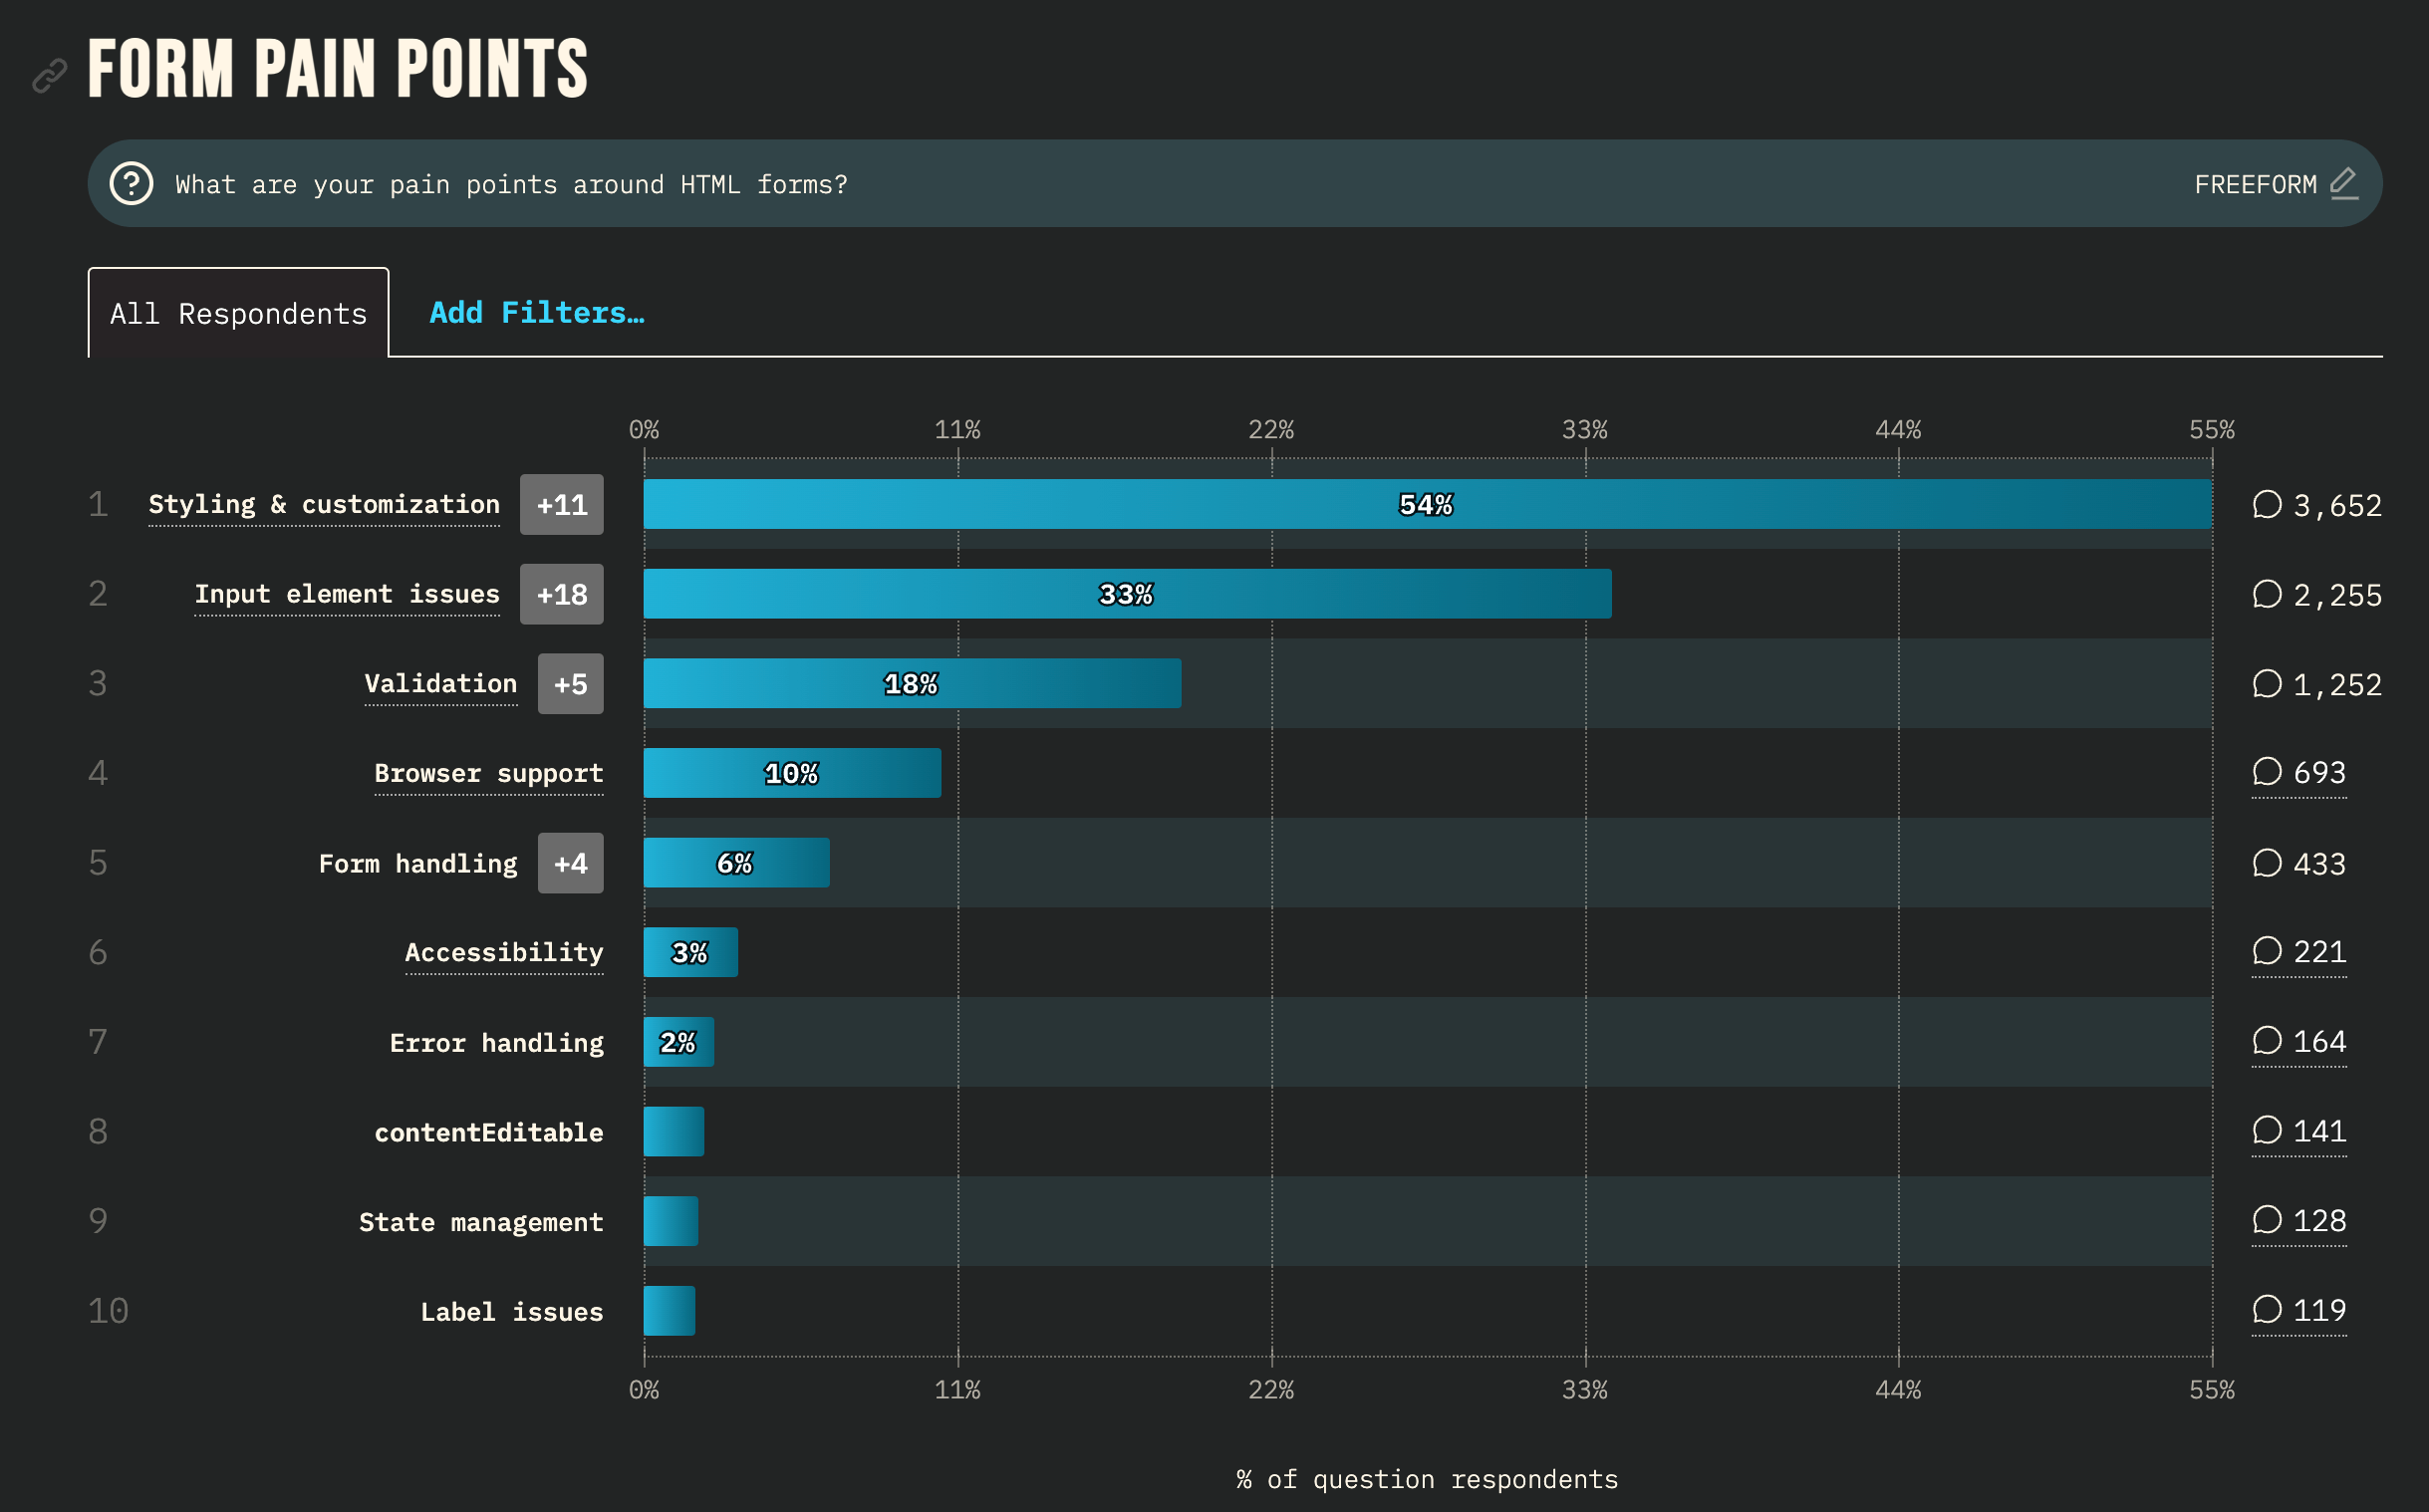 FORM PAIN POINTS
What are your pain points around HTML forms? FREEFORM
All Respondents Add Filters…
0% 11% 22% 33% 44% 55%
1 Styling & customization +11 54% 3,652
2 Input element issues +18 33% 2,255
3 Validation +5 18% 1,252
4 Browser support 10% 693
5 Form handling +4 6% 433
6 Accessibility 3% 221
7 Error handling 2% 164
8 contentEditable 141
9 State management 128
10 Label issues 119
0% 11% 22% 33% 44% 55%
% of question respondents